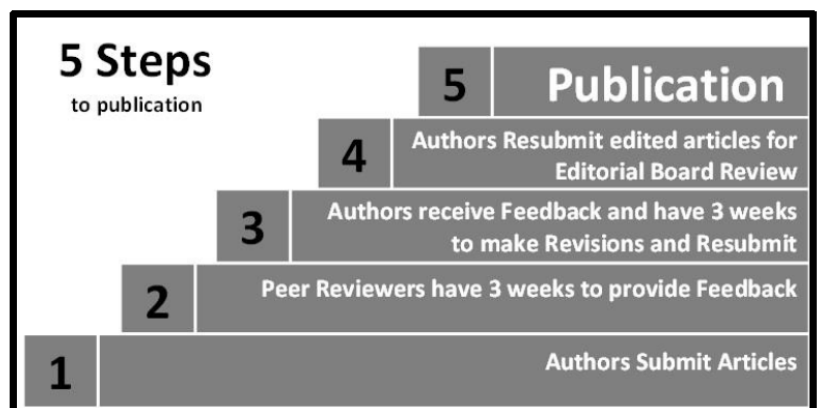 5 Steps
to publication
5 Publication
4 Authors Resubmit edited articles for
Editorial Board Review
3 Authors receive Feedback and have 3 weeks
to make Revisions and Resubmit
2 Peer Reviewers have 3 weeks to provide Feedback
1 Authors Submit Articles